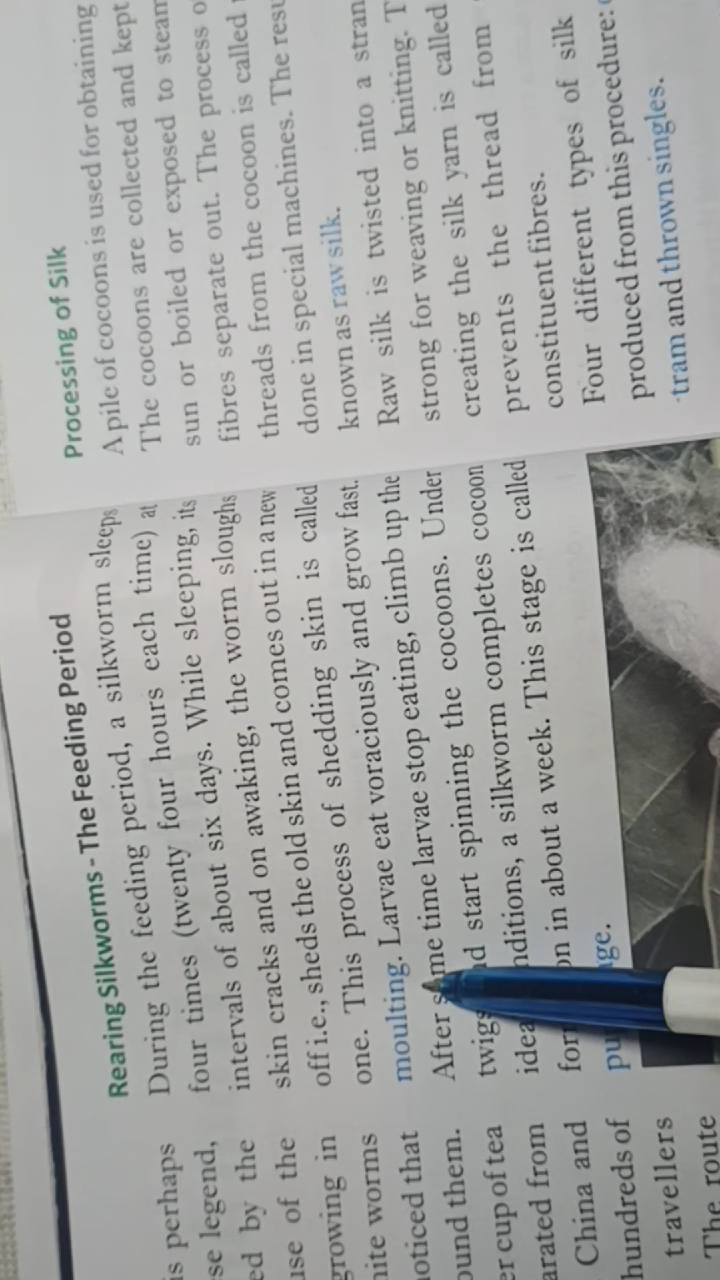 is perhaps
se legend,
ed by the
use of the
growing in
ite worms
noticed that
ound them.
er cup of tea
arated from
China and
hundreds of
travellers
The route
Rearing Silkworms - The Feeding Period
During the feeding period, a silkworm sleeps
four times (twenty four hours each time) at
intervals of about six days. While sleeping, its
skin cracks and on awaking, the worm sloughs
off i.e., sheds the old skin and comes out in a new
one. This process of shedding skin is called
moulting. Larvae eat voraciously and grow fast.
After s me time larvae stop eating, climb up the
twigs nd start spinning the cocoons. Under
idea nditions, a silkworm completes cocoon
for on in about a week. This stage is called
pu ge.
Processing of Silk
A pile of cocoons is used for obtaining
The cocoons are collected and kept
sun or boiled or exposed to steam
fibres separate out. The process o
threads from the cocoon is called
done in special machines. The resu
known as raw silk.
Raw silk is twisted into a stran
strong for weaving or knitting. T
creating the silk yarn is called
prevents the thread from
constituent fibres.
Four different types of silk
produced from this procedure:
tram and thrown singles.